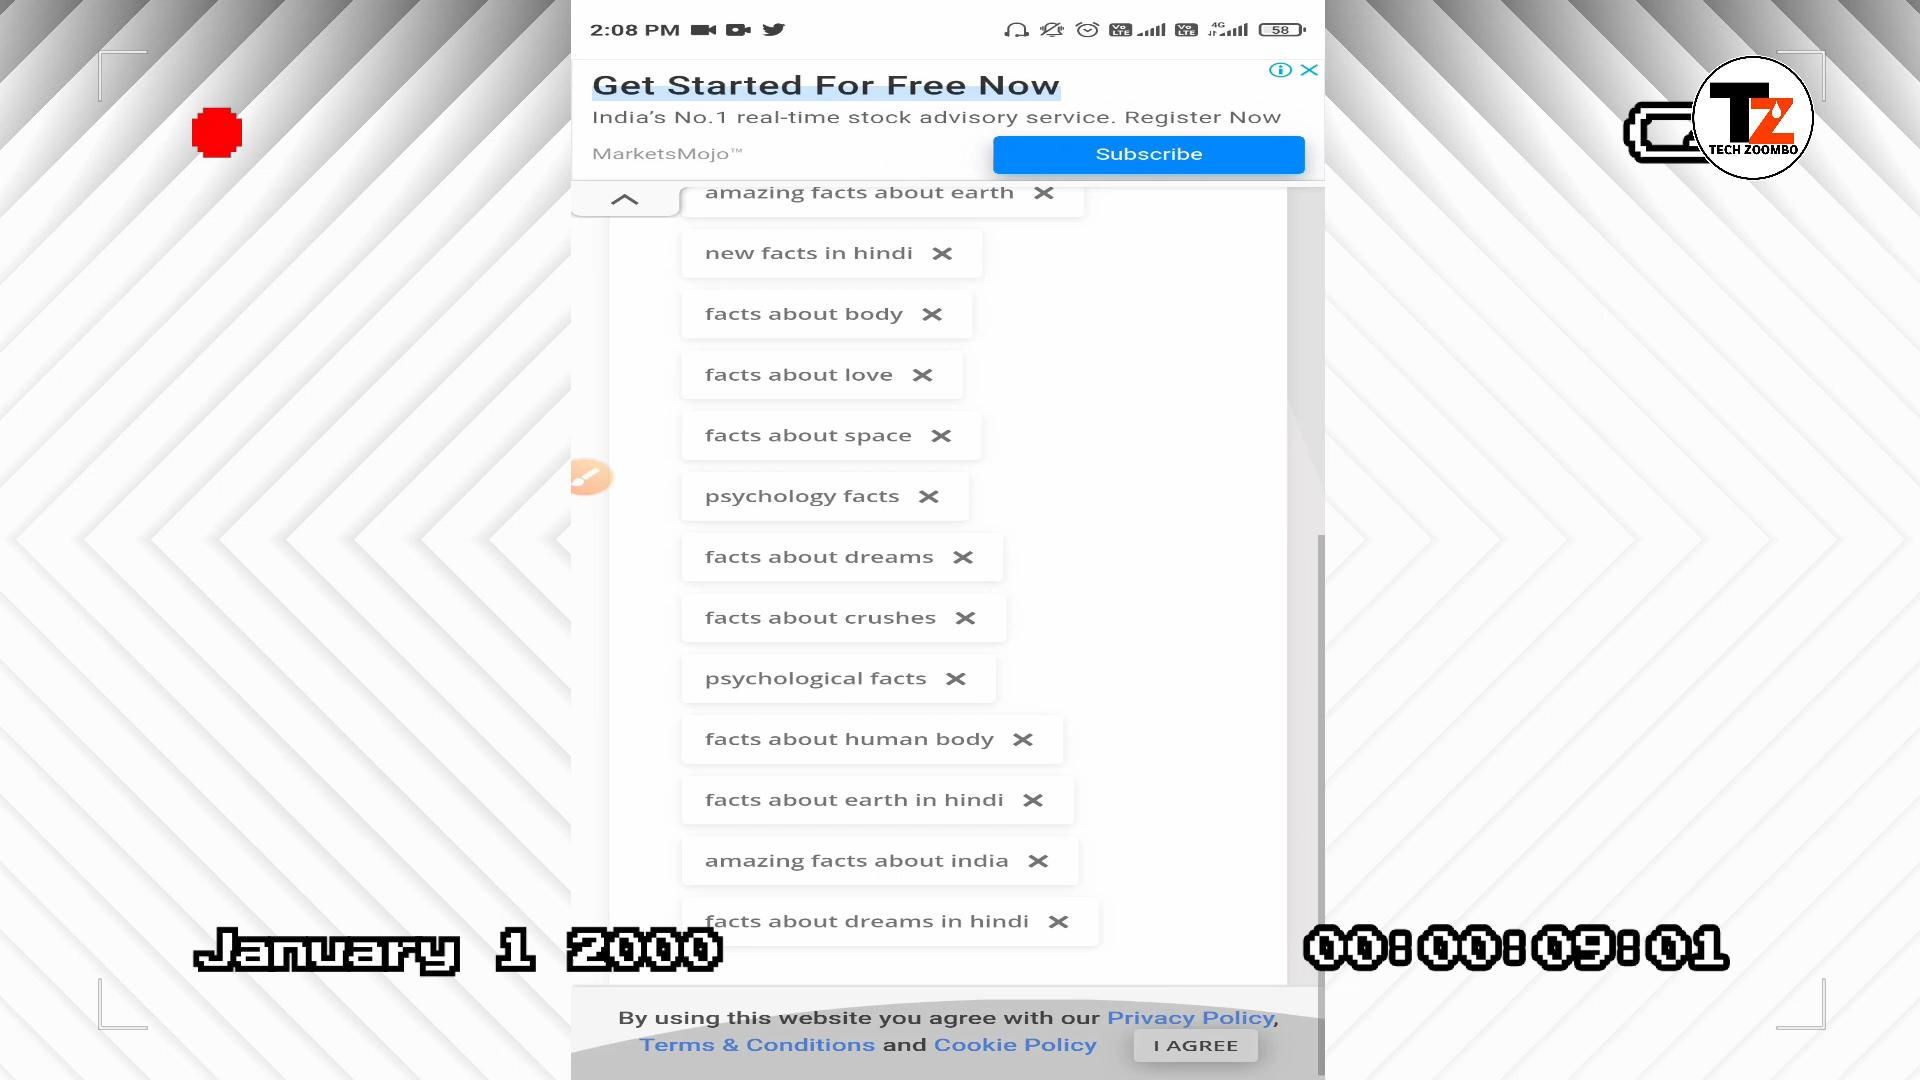 2:08 PM
4G
58
Get Started For Free Now
India's No.1 real-time stock advisory service. Register Now
MarketsMojo™
Subscribe
TZ
TECH ZOOMBO
amazing facts about earth
new facts in hindi
facts about body
facts about love
facts about space
psychology facts
facts about dreams
facts about crushes
psychological facts
facts about human body
facts about earth in hindi
amazing facts about india
facts about dreams in hindi
January 1 2000
00:00:09:01
By using this website you agree with our Privacy Policy,
Terms & Conditions and Cookie Policy
I AGREE